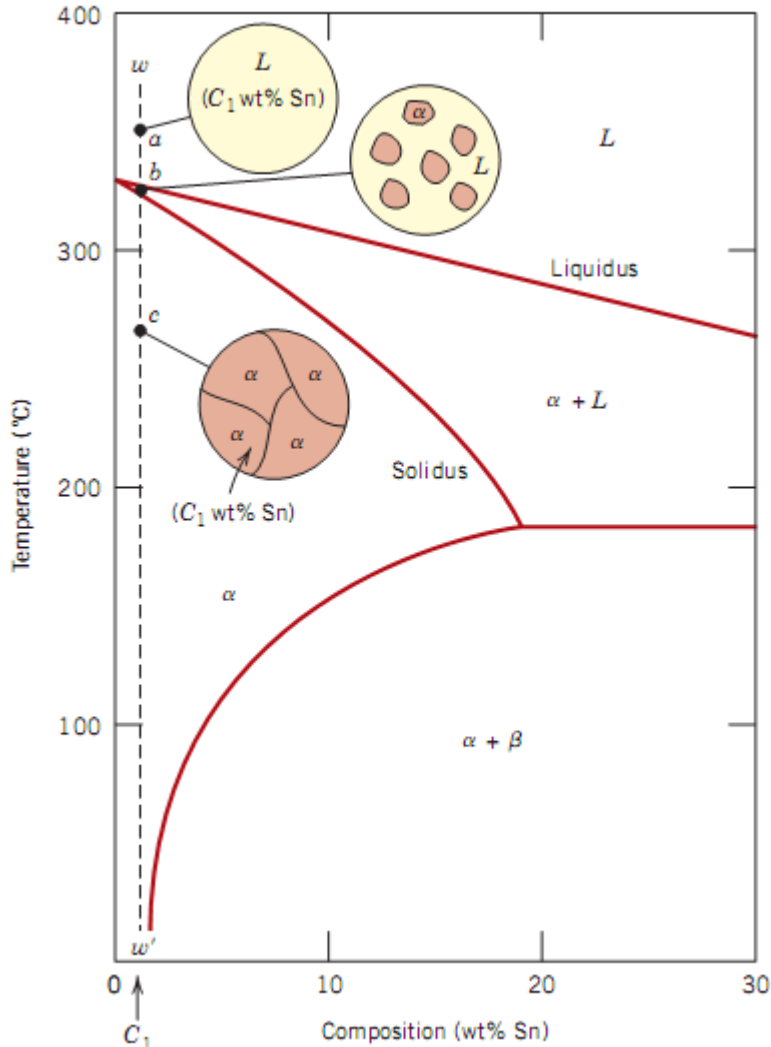 400
w
L
(C₁ wt% Sn)
a
α
L
L
b
300
Liquidus
c
α
α
α
α
α + L
Solidus
200
(C₁ wt% Sn)
Temperature (°C)
α
100
α + β
w′
0
10
20
30
C₁
Composition (wt% Sn)